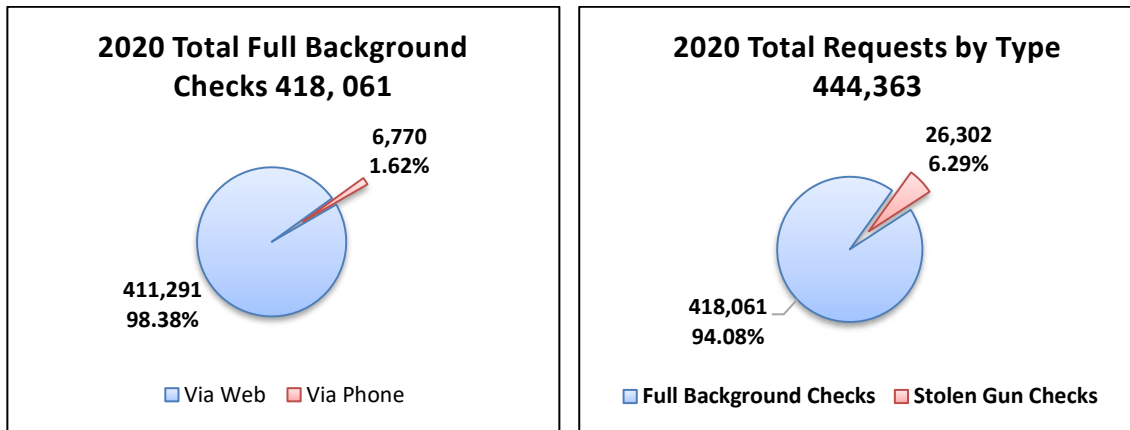 2020 Total Full Background
Checks 418, 061
6,770
1.62%
411,291
98.38%
Via Web Via Phone
2020 Total Requests by Type
444,363
26,302
6.29%
418,061
94.08%
Full Background Checks Stolen Gun Checks